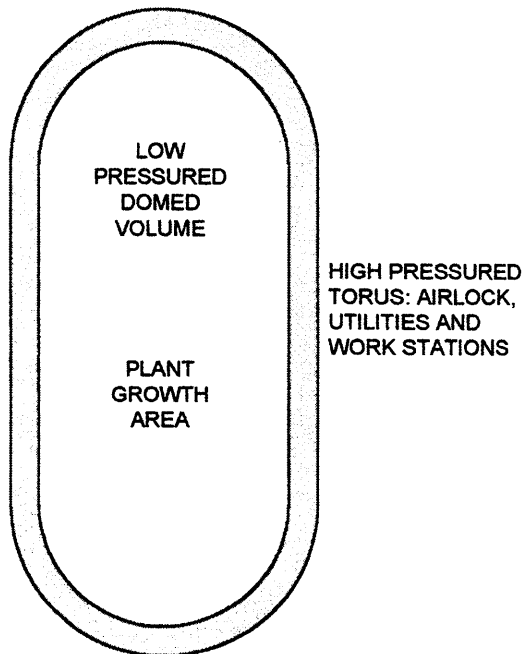 LOW
PRESSURED
DOMED
VOLUME
HIGH PRESSURED
TORUS: AIRLOCK,
UTILITIES AND
WORK STATIONS
PLANT
GROWTH
AREA